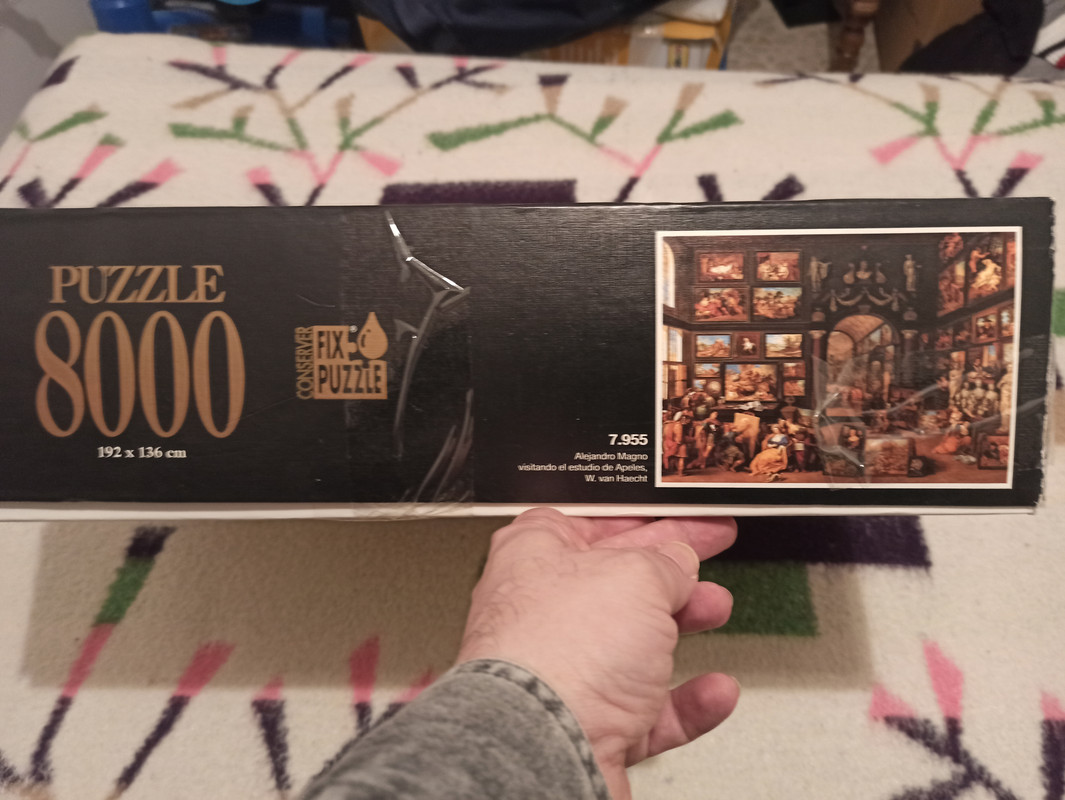 PUZZLE
8000
192 x 136 cm
CONSERVER
FIX
PUZZLE
7.955
Alejandro Magno
visitando el estudio de Apeles,
W. van Haecht